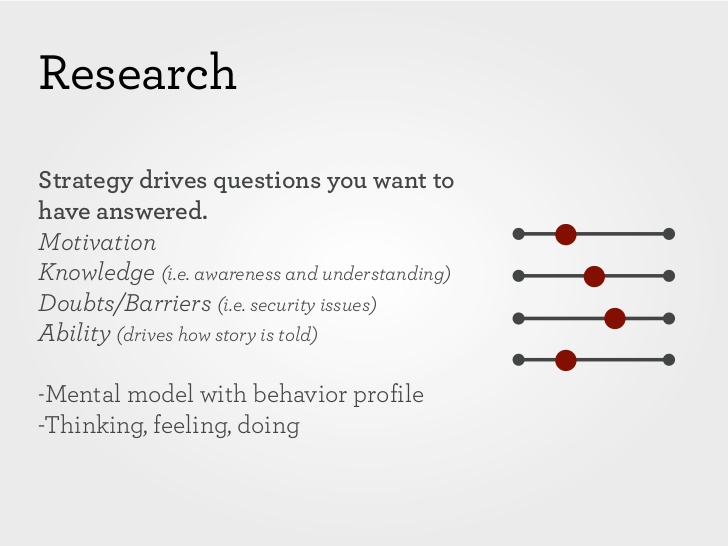 Research
Strategy drives questions you want to
have answered.
Motivation
Knowledge (i.e. awareness and understanding)
Doubts/Barriers (i.e. security issues)
Ability (drives how story is told)
-Mental model with behavior profile
-Thinking, feeling, doing